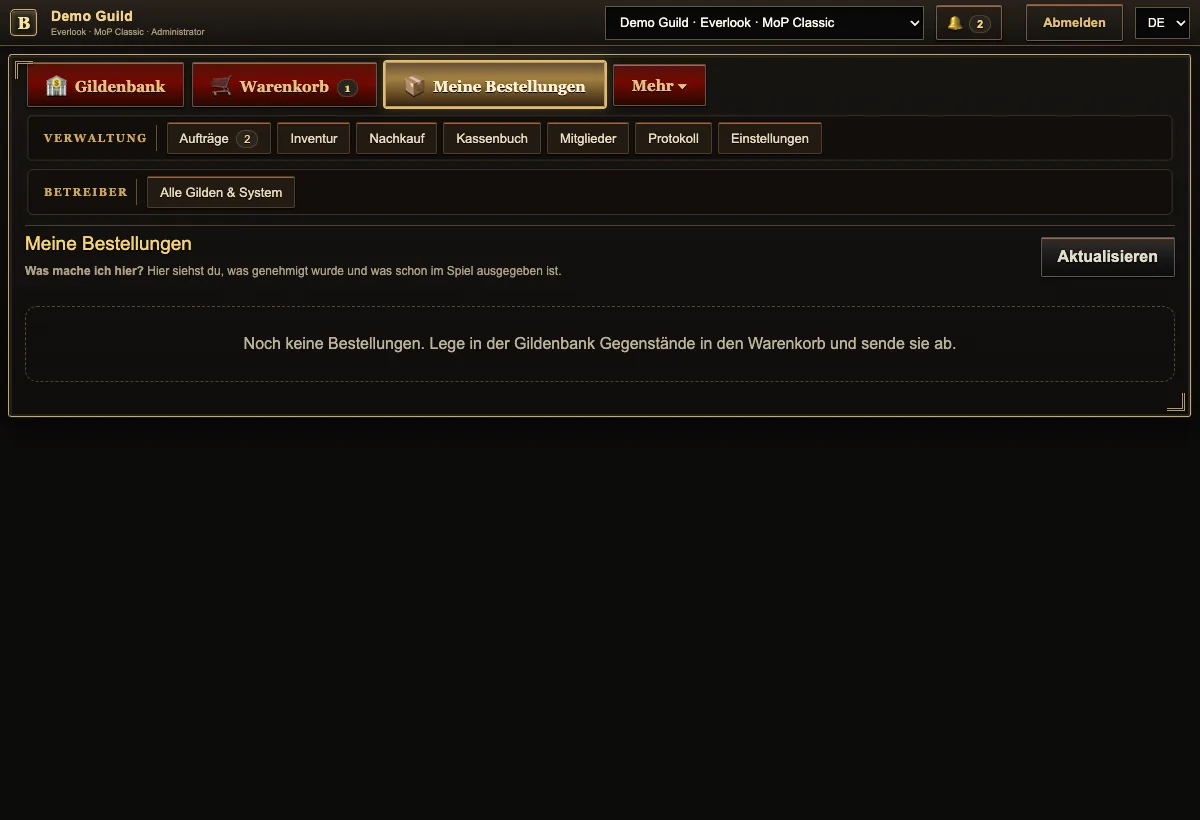 B
Demo Guild
Everlook · MoP Classic · Administrator
Demo Guild · Everlook · MoP Classic
2
Abmelden
DE
Gildenbank
Warenkorb 1
Meine Bestellungen
Mehr
VERWALTUNG
Aufträge 2
Inventur
Nachkauf
Kassenbuch
Mitglieder
Protokoll
Einstellungen
BETREIBER
Alle Gilden & System
Meine Bestellungen
Was mache ich hier? Hier siehst du, was genehmigt wurde und was schon im Spiel ausgegeben ist.
Aktualisieren
Noch keine Bestellungen. Lege in der Gildenbank Gegenstände in den Warenkorb und sende sie ab.